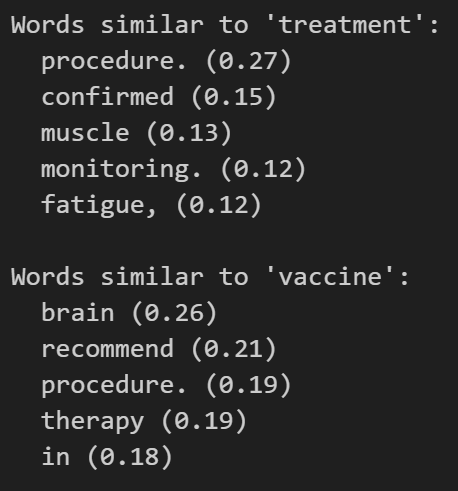 Words similar to 'treatment':
procedure. (0.27)
confirmed (0.15)
muscle (0.13)
monitoring. (0.12)
fatigue, (0.12)
Words similar to 'vaccine':
brain (0.26)
recommend (0.21)
procedure. (0.19)
therapy (0.19)
in (0.18)